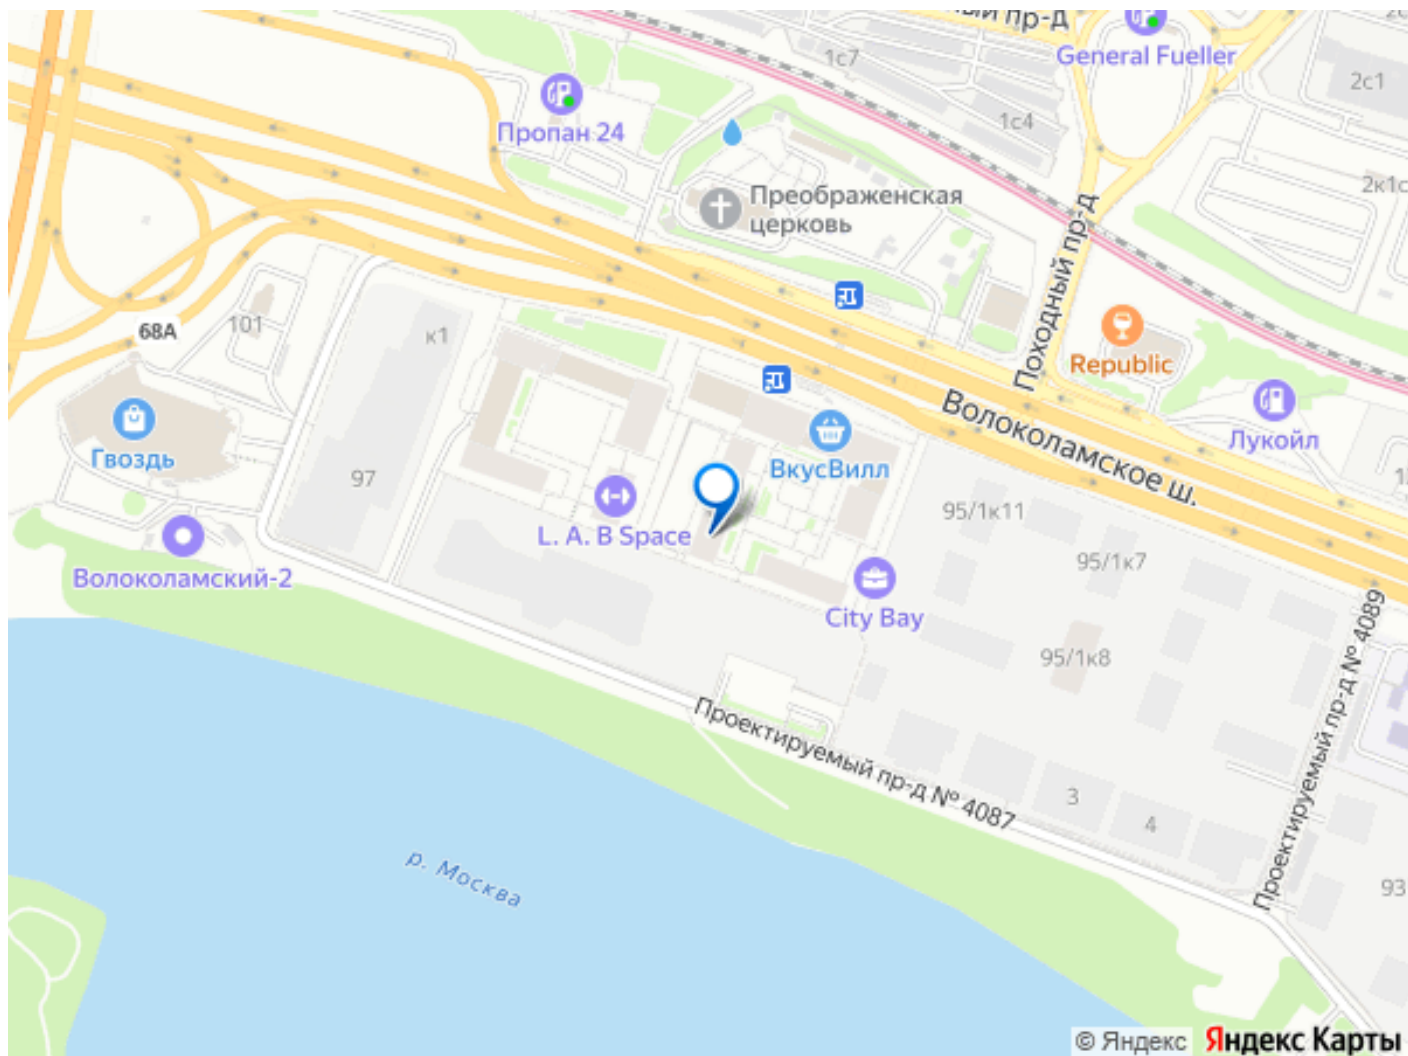 1с7
General Fueller
2с1
Пропан 24
1с4
Преображенская
церковь
2к1с
Походный пр-д
68А
101
к1
Republic
Волоколамское ш.
Лукойл
Гвоздь
ВкусВилл
97
L. A. B Space
95/1к11
95/1к7
Волоколамский-2
City Bay
95/1к8
Проектируемый пр-д № 4089
Проектируемый пр-д № 4087
3
4
р. Москва
93
© Яндекс
Яндекс Карты